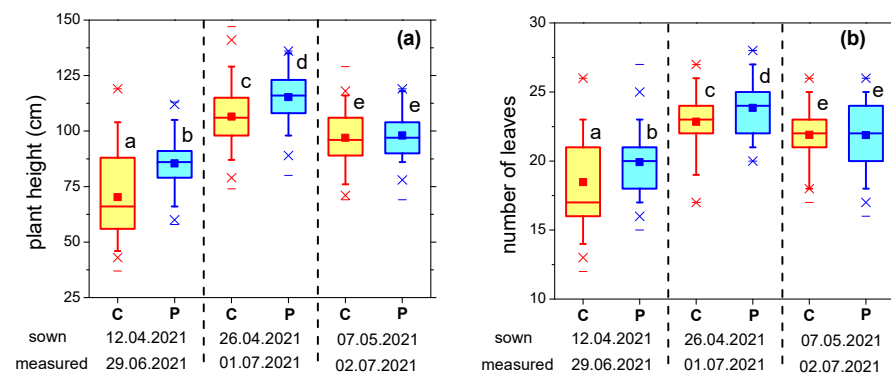 150
125
100
75
50
25
plant height (cm)
(a)
a
b
c
d
e
e
C P C P C P
sown 12.04.2021 26.04.2021 07.05.2021
measured 29.06.2021 01.07.2021 02.07.2021
30
25
20
15
10
number of leaves
(b)
a
b
c
d
e
e
C P C P C P
sown 12.04.2021 26.04.2021 07.05.2021
measured 29.06.2021 01.07.2021 02.07.2021